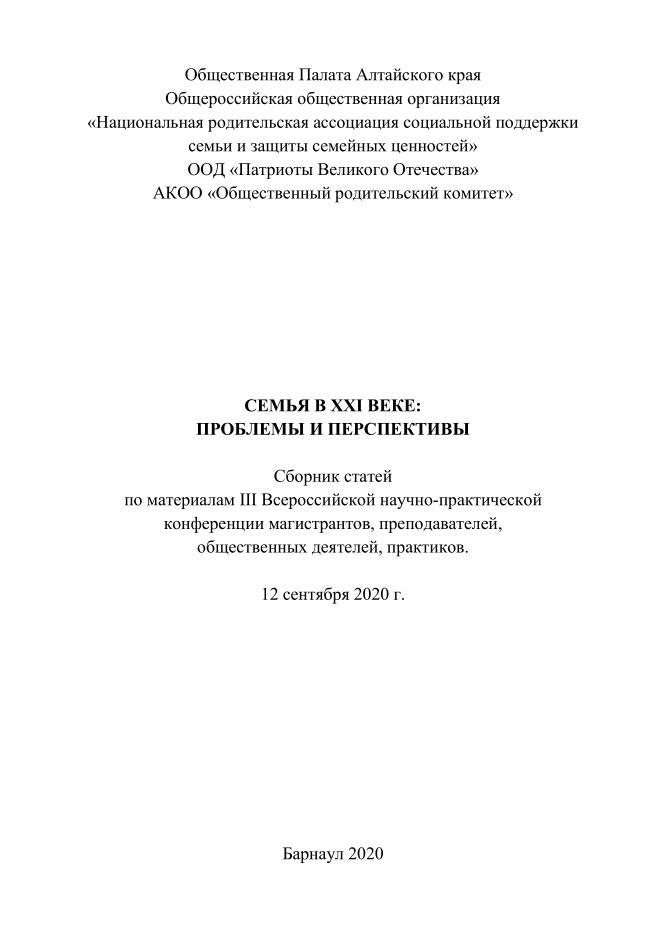 Общественная Палата Алтайского края
Общероссийская общественная организация
«Национальная родительская ассоциация социальной поддержки
семьи и защиты семейных ценностей»
ООД «Патриоты Великого Отечества»
АКОО «Общественный родительский комитет»
СЕМЬЯ В XXI ВЕКЕ:
ПРОБЛЕМЫ И ПЕРСПЕКТИВЫ
Сборник статей
по материалам III Всероссийской научно-практической
конференции магистрантов, преподавателей,
общественных деятелей, практиков.
12 сентября 2020 г.
Барнаул 2020